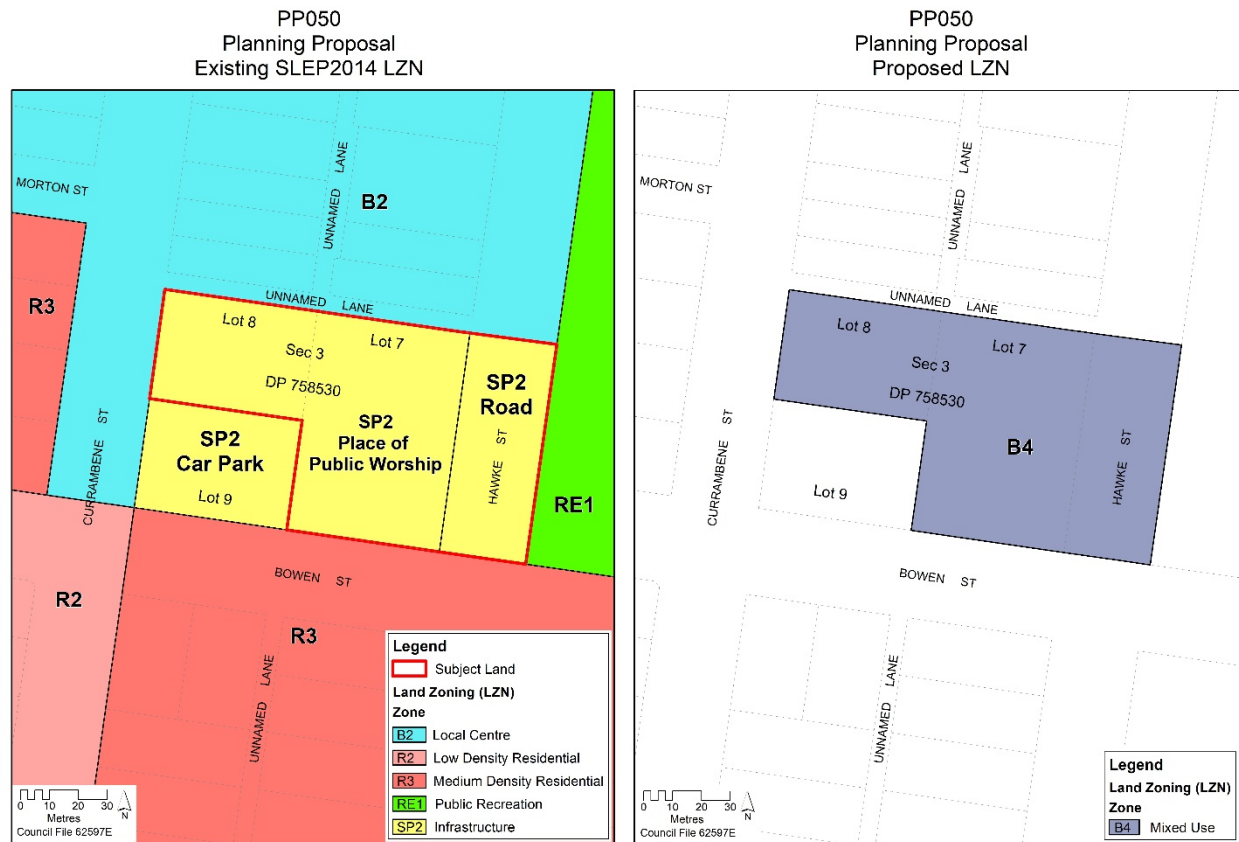 PP050
Planning Proposal
Existing SLEP2014 LZN
MORTON ST
UNNAMED LANE
B2
R3
UNNAMED LANE
Lot 8
Lot 7
Sec 3
DP 758530
SP2
Road
SP2
Place of
Public Worship
SP2
Car Park
HAWKE ST
Lot 9
CURRAMBENE ST
RE1
BOWEN ST
R2
R3
UNNAMED LANE
Legend
Subject Land
Land Zoning (LZN)
Zone
B2 Local Centre
R2 Low Density Residential
R3 Medium Density Residential
RE1 Public Recreation
SP2 Infrastructure
0 10 20 30
Metres
N
Council File 62597E
PP050
Planning Proposal
Proposed LZN
MORTON ST
UNNAMED LANE
UNNAMED LANE
Lot 8
Lot 7
Sec 3
DP 758530
B4
HAWKE ST
Lot 9
CURRAMBENE ST
BOWEN ST
UNNAMED LANE
Legend
Land Zoning (LZN)
Zone
B4 Mixed Use
0 10 20 30
Metres
N
Council File 62597E